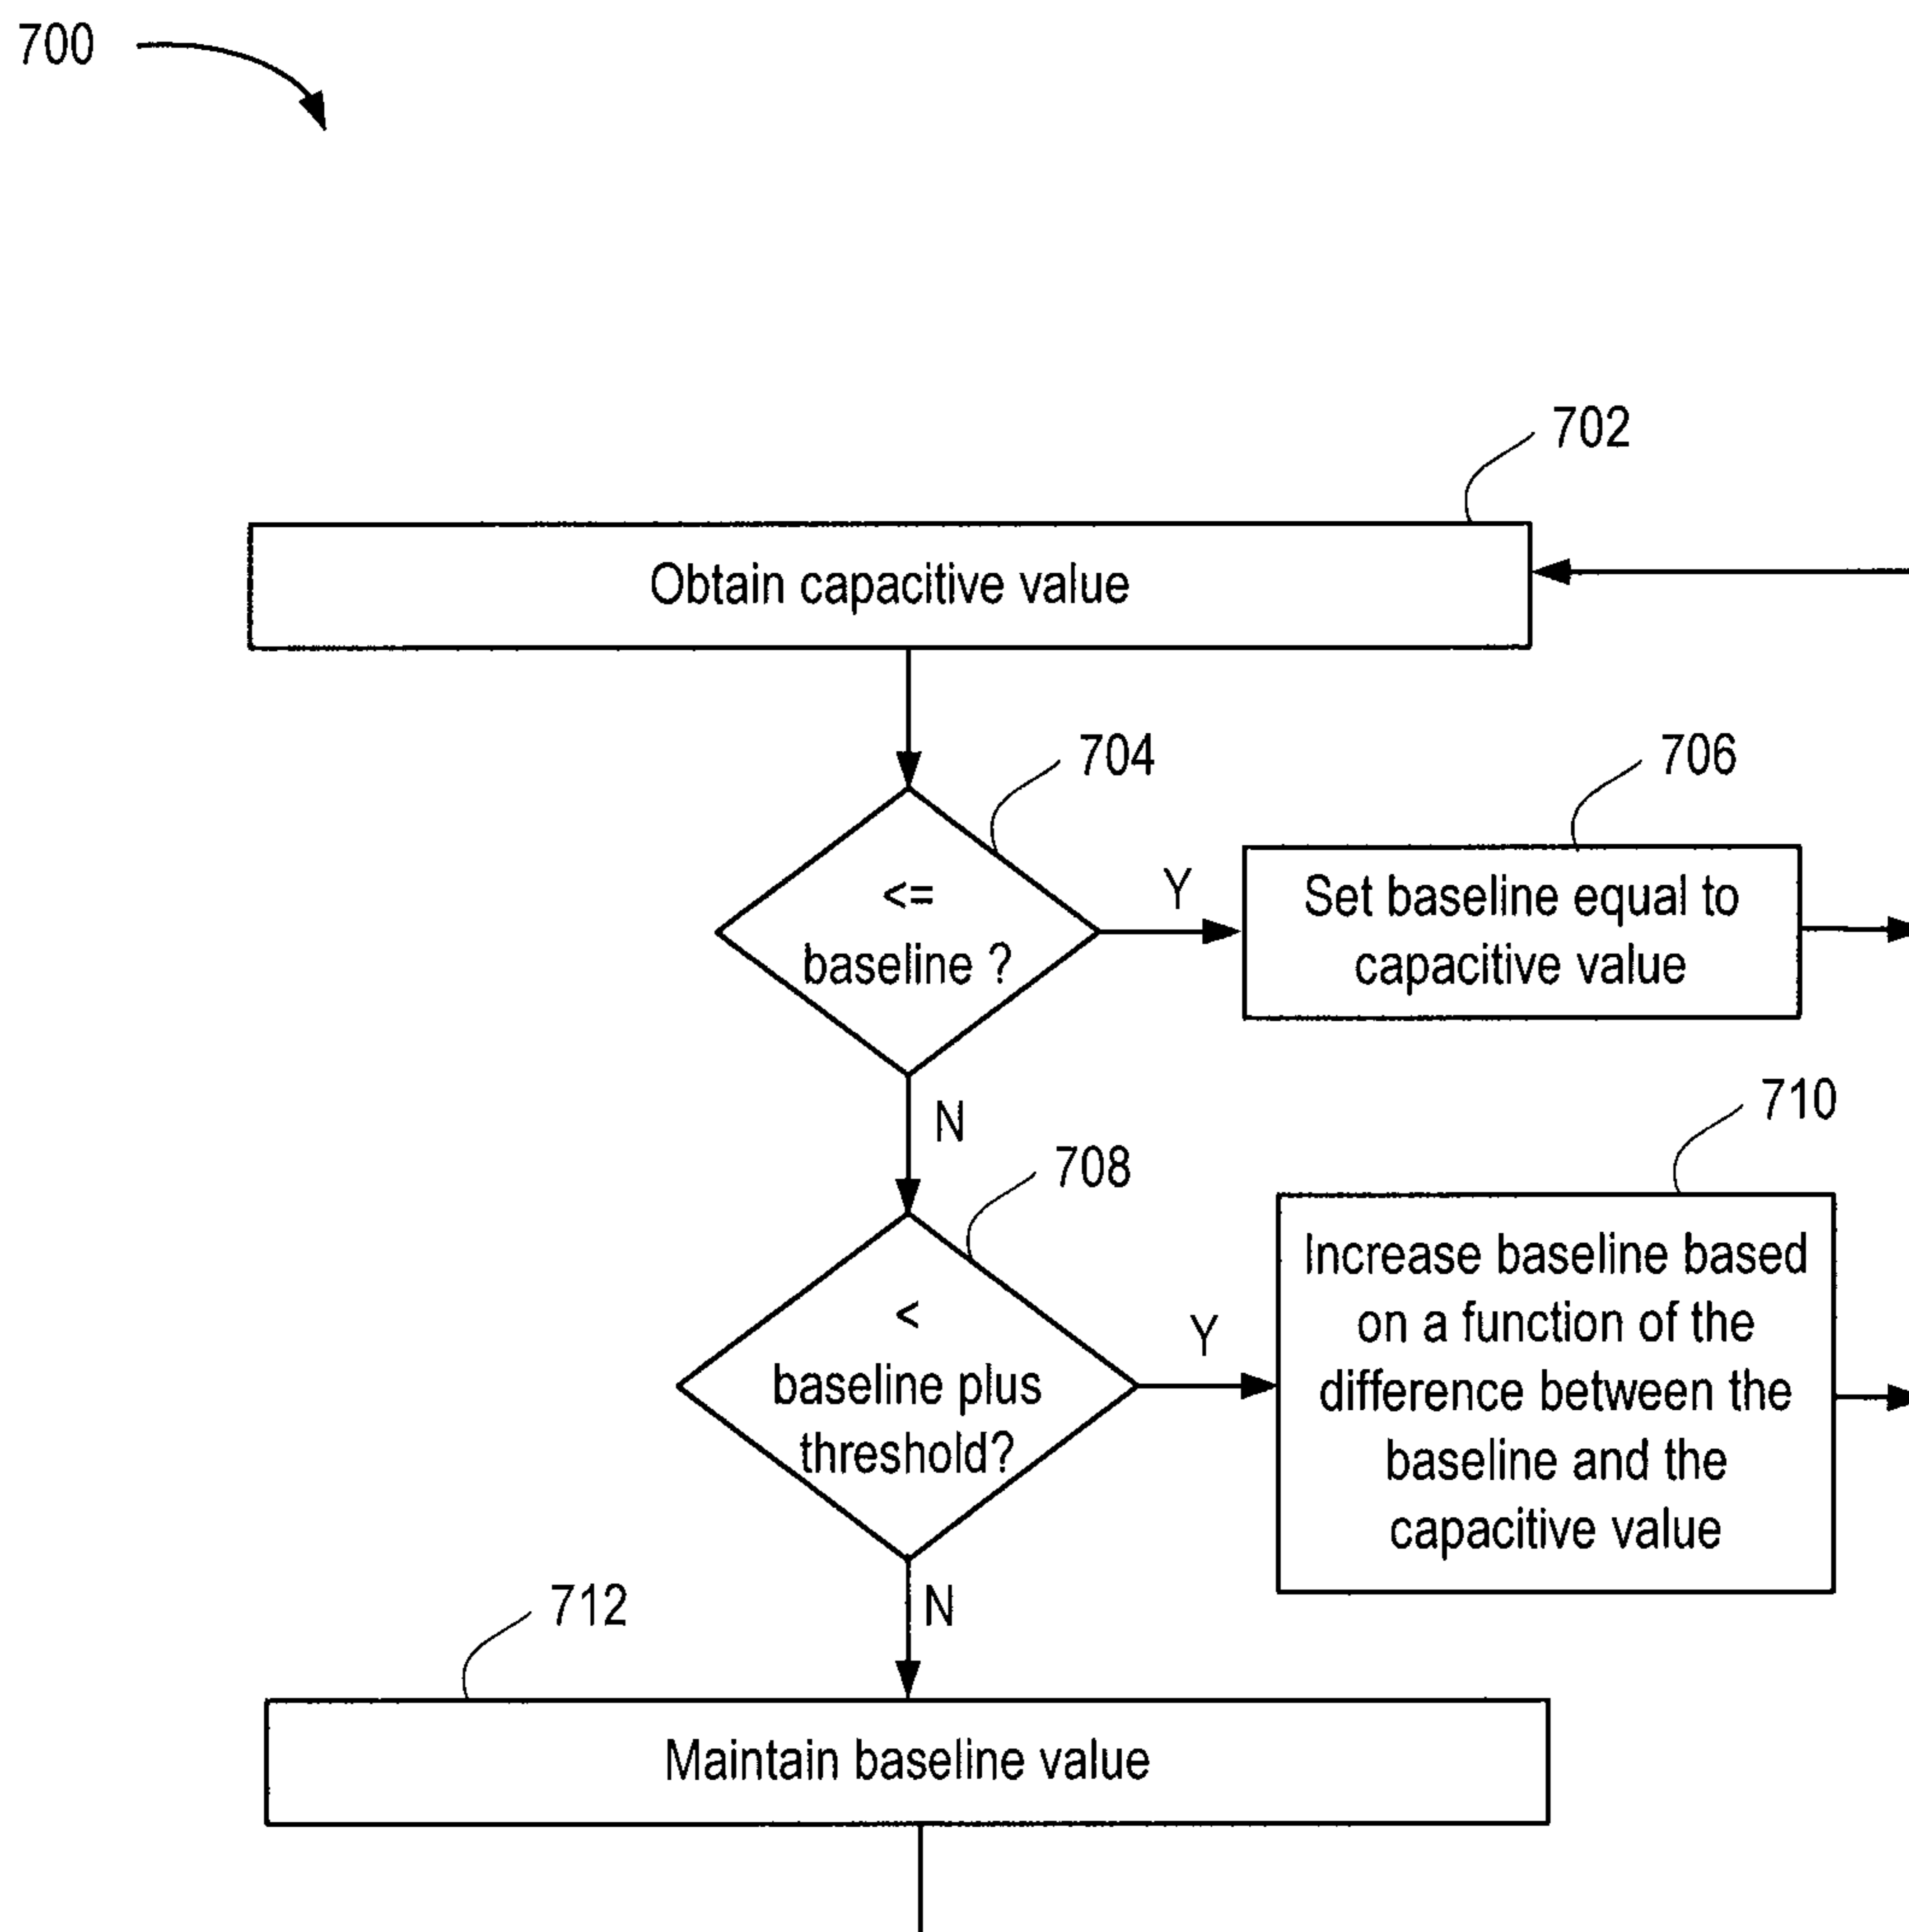 700
702
Obtain capacitive value
704
706
<=
baseline ?
Y
Set baseline equal to
capacitive value
N
708
710
<
baseline plus
threshold?
Y
Increase baseline based
on a function of the
difference between the
baseline and the
capacitive value
N
712
Maintain baseline value